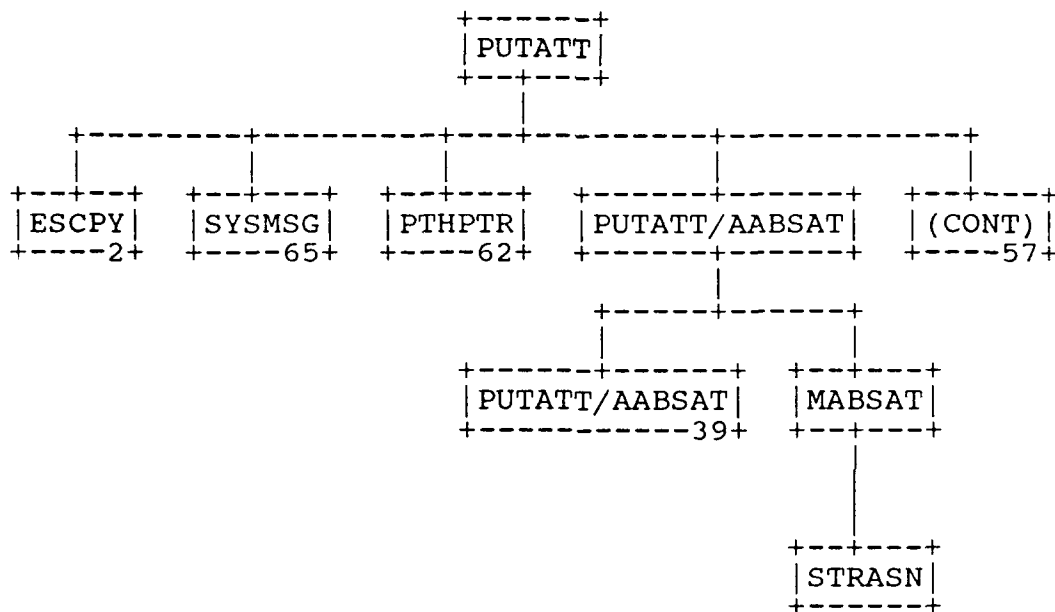 PUTATT
ESCPY SYSMSG PTHPTR PUTATT/AABSAT (CONT)
2 65 62 57
PUTATT/AABSAT MABSAT
39
STRASN